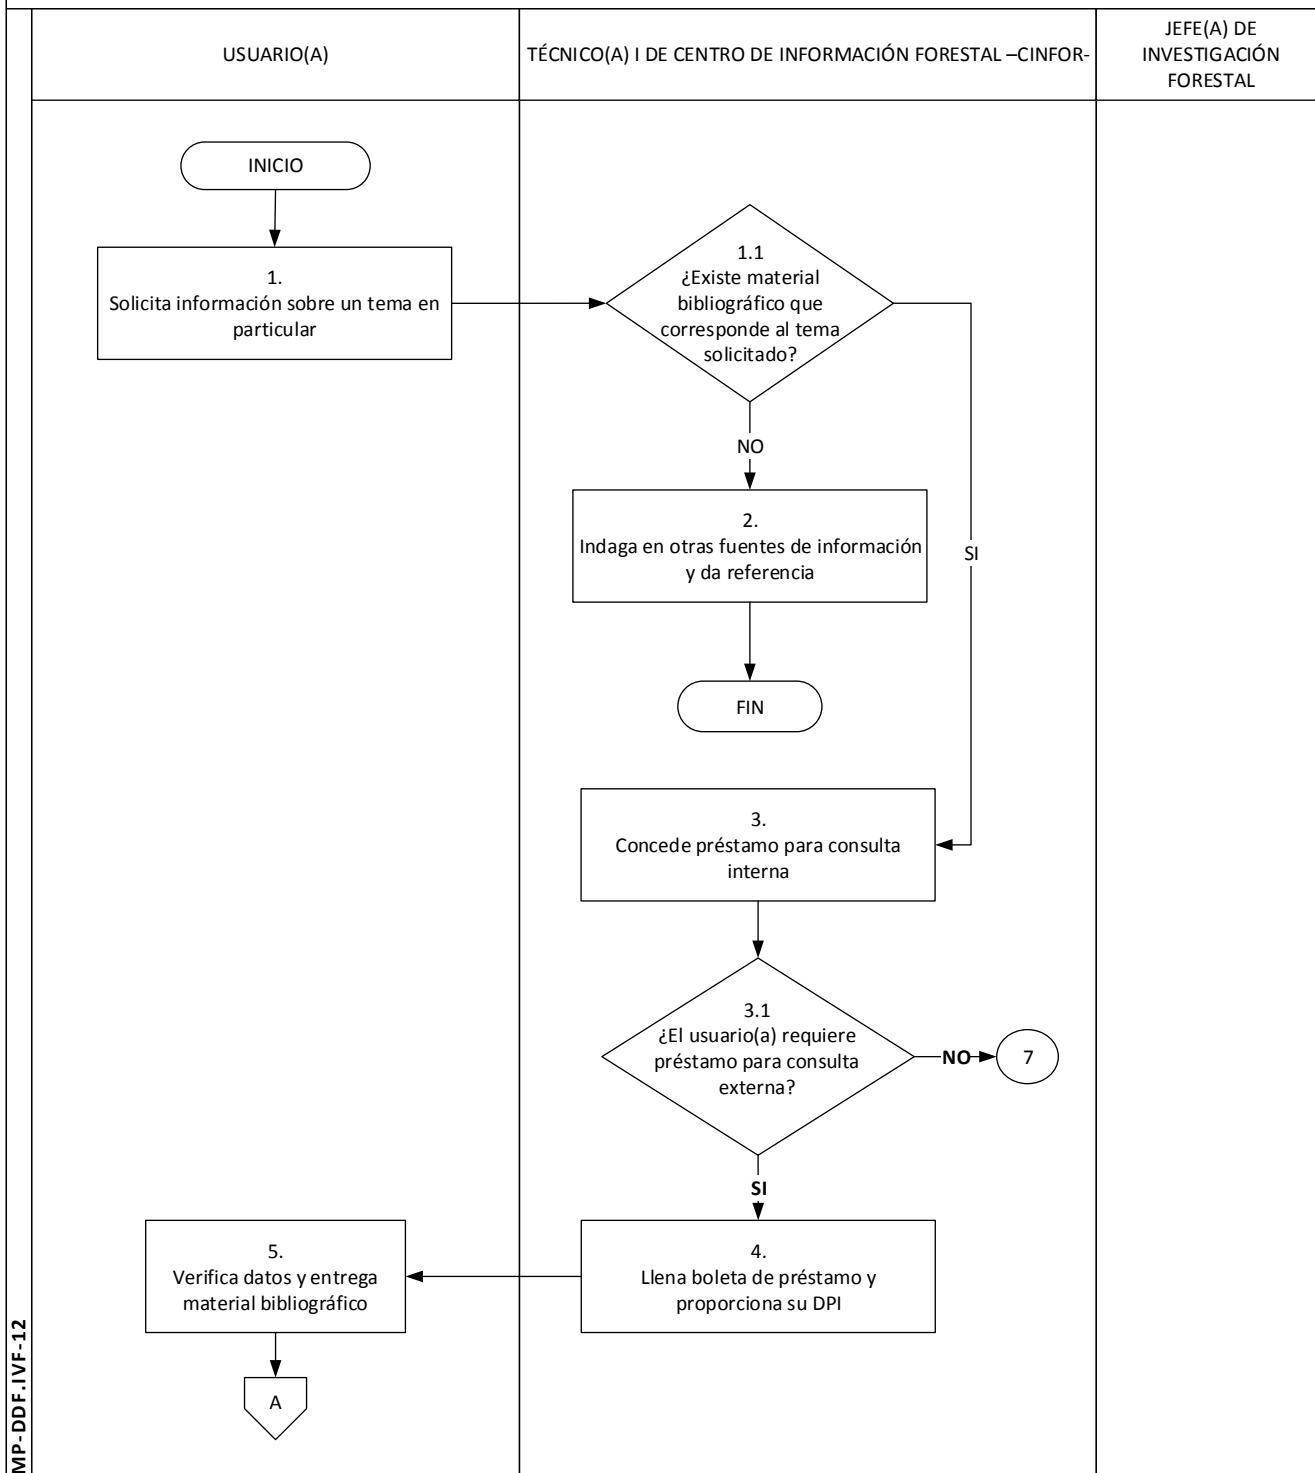 USUARIO(A)
TÉCNICO(A) I DE CENTRO DE INFORMACIÓN FORESTAL –CINFOR-
JEFE(A) DE
INVESTIGACIÓN
FORESTAL
INICIO
1.
Solicita información sobre un tema en
particular
1.1
¿Existe material
bibliográfico que
corresponde al tema
solicitado?
NO
SI
2.
Indaga en otras fuentes de información
y da referencia
FIN
3.
Concede préstamo para consulta
interna
3.1
¿El usuario(a) requiere
préstamo para consulta
externa?
NO
7
SI
4.
Llena boleta de préstamo y
proporciona su DPI
5.
Verifica datos y entrega
material bibliográfico
A
MP-DDF.IVF-12